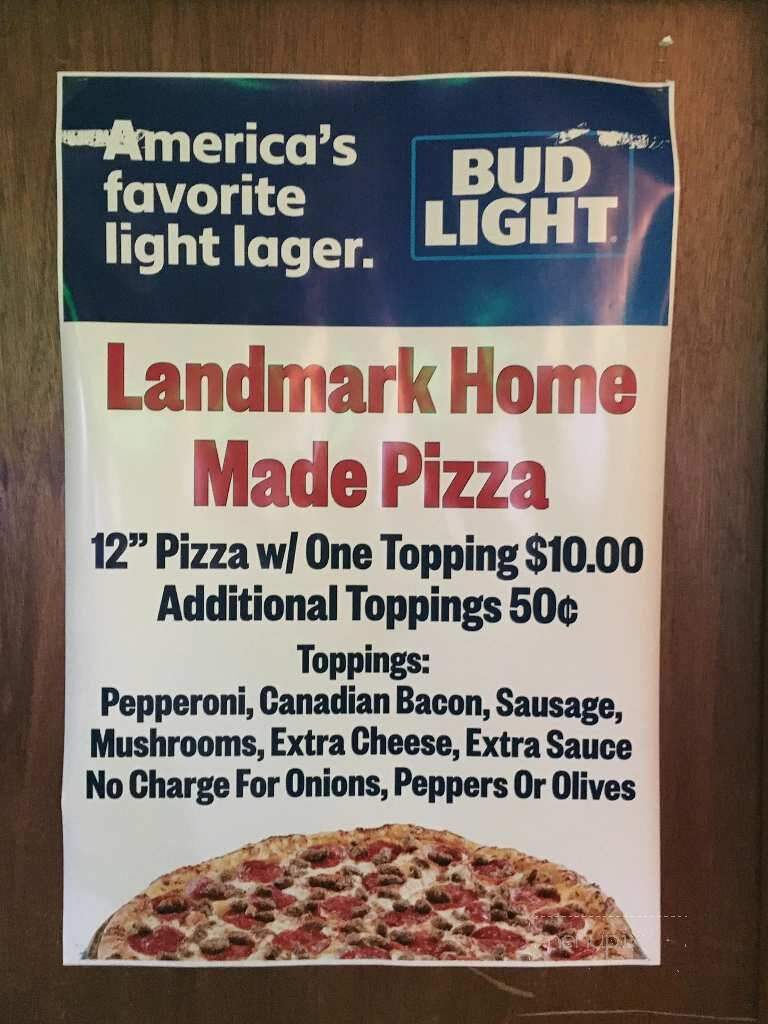 America's
favorite
light lager.
BUD
LIGHT
Landmark Home
Made Pizza
12” Pizza w/ One Topping $10.00
Additional Toppings 50¢
Toppings:
Pepperoni, Canadian Bacon, Sausage,
Mushrooms, Extra Cheese, Extra Sauce
No Charge For Onions, Peppers Or Olives